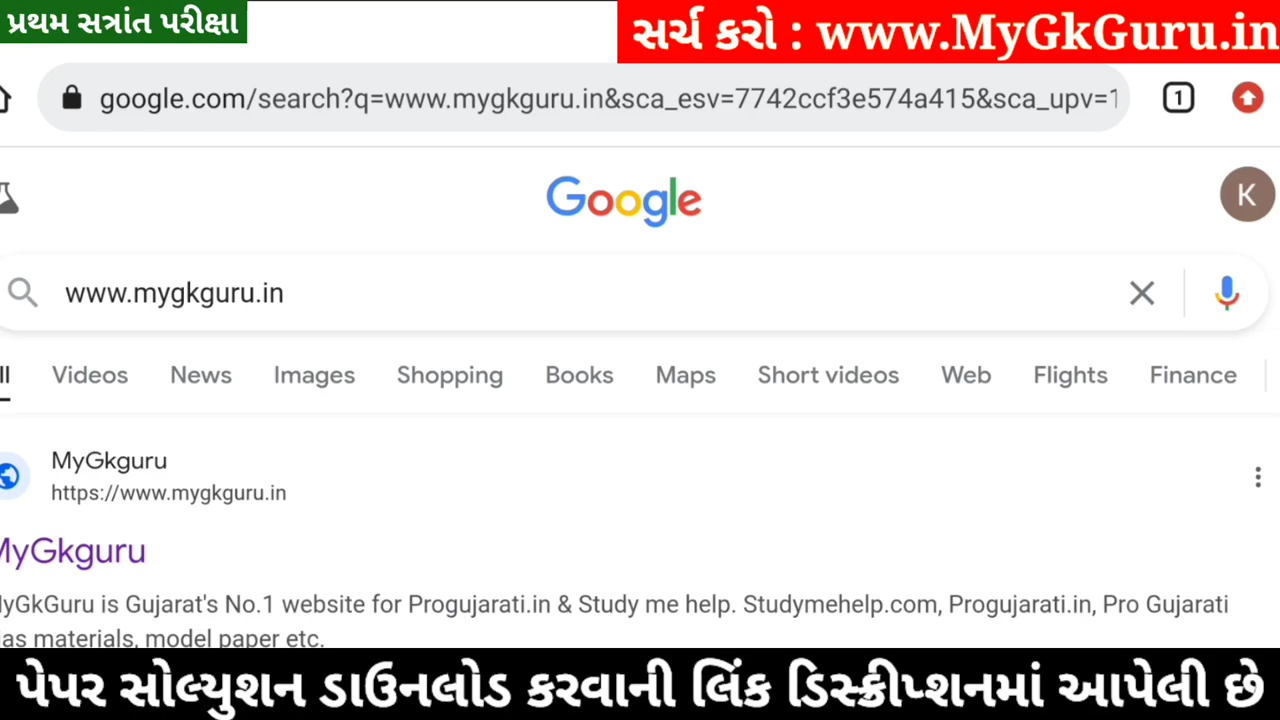 પ્રથમ સત્રાંત પરીક્ષા
સર્ચ કરો : www.MyGkGuru.in
google.com/search?q=www.mygkguru.in&sca_esv=7742ccf3e574a415&sca_upv=1
1
Google
K
www.mygkguru.in
ll Videos News Images Shopping Books Maps Short videos Web Flights Finance
MyGkguru
https://www.mygkguru.in
MyGkguru
yGkGuru is Gujarat's No.1 website for Progujarati.in & Study me help. Studymehelp.com, Progujarati.in, Pro Gujarati
as materials, model paper etc.
પેપર સોલ્યુશન ડાઉનલોડ કરવાની લિંક ડિસ્ક્રીપ્શનમાં આપેલી છે